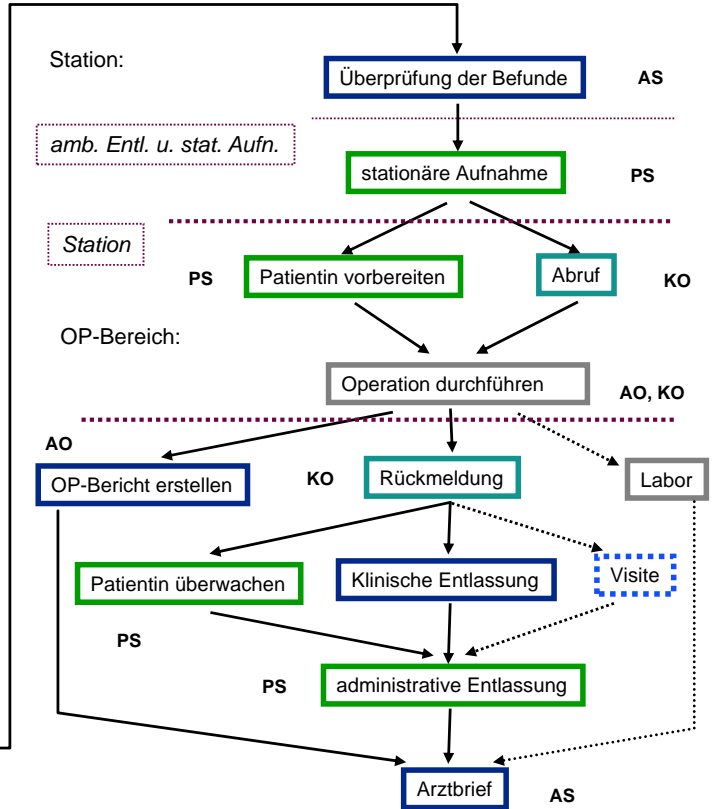 Station:
Überprüfung der Befunde
AS
amb. Entl. u. stat. Aufn.
stationäre Aufnahme
PS
Station
PS
Patientin vorbereiten
Abruf
KO
OP-Bereich:
Operation durchführen
AO, KO
AO
OP-Bericht erstellen
KO
Rückmeldung
Labor
Patientin überwachen
Klinische Entlassung
Visite
PS
PS
administrative Entlassung
Arztbrief
AS